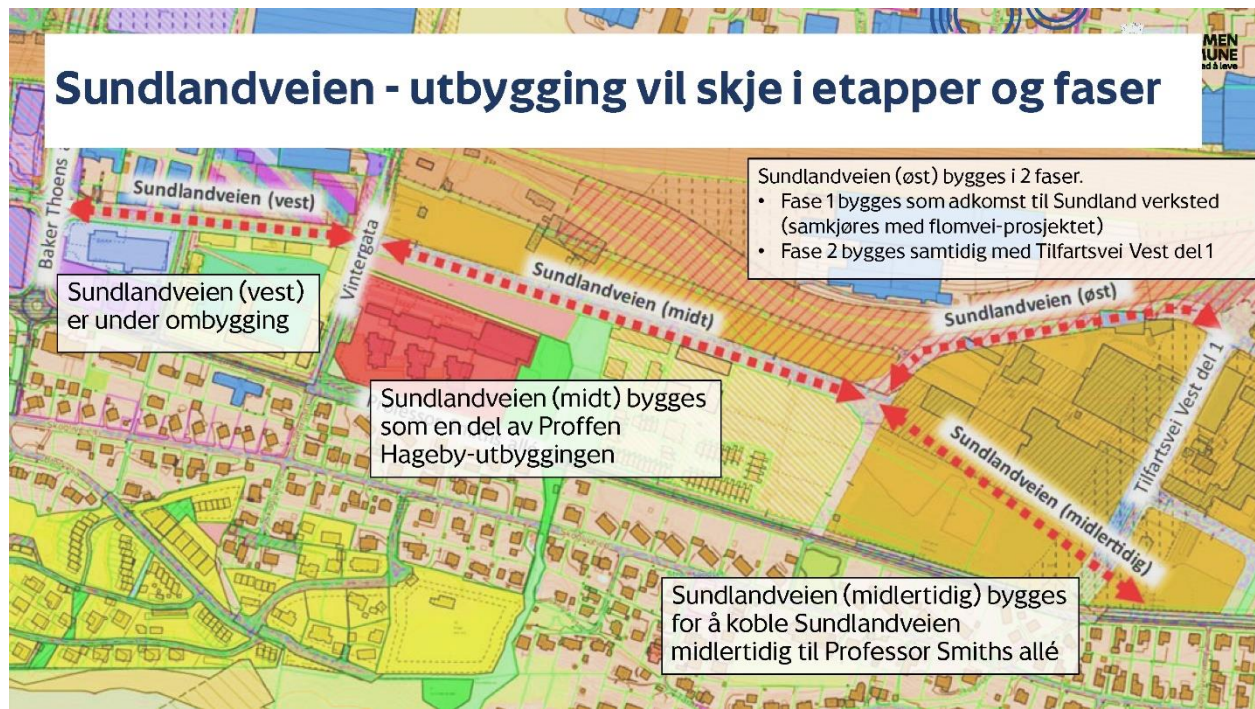 MEN
MUNE
Sundlandveien - utbygging vil skje i etapper og faser
Sundlandveien (øst) bygges i 2 faser.
• Fase 1 bygges som adkomst til Sundland verksted
(samkjøres med flomvei-prosjektet)
• Fase 2 bygges samtidig med Tilfartsvei Vest del 1
Baker Thoens a
Sundlandveien (vest)
Vintergata
Sundlandveien (midt)
Sundlandveien (øst)
Tilfartsvei Vest del 1
Sundlandveien (vest)
er under ombygging
Sundlandveien (midt) bygges
som en del av Proffen
Hageby-utbyggingen
Sundlandveien (midlertidig)
Sundlandveien (midlertidig) bygges
for å koble Sundlandveien
midlertidig til Professor Smiths allé